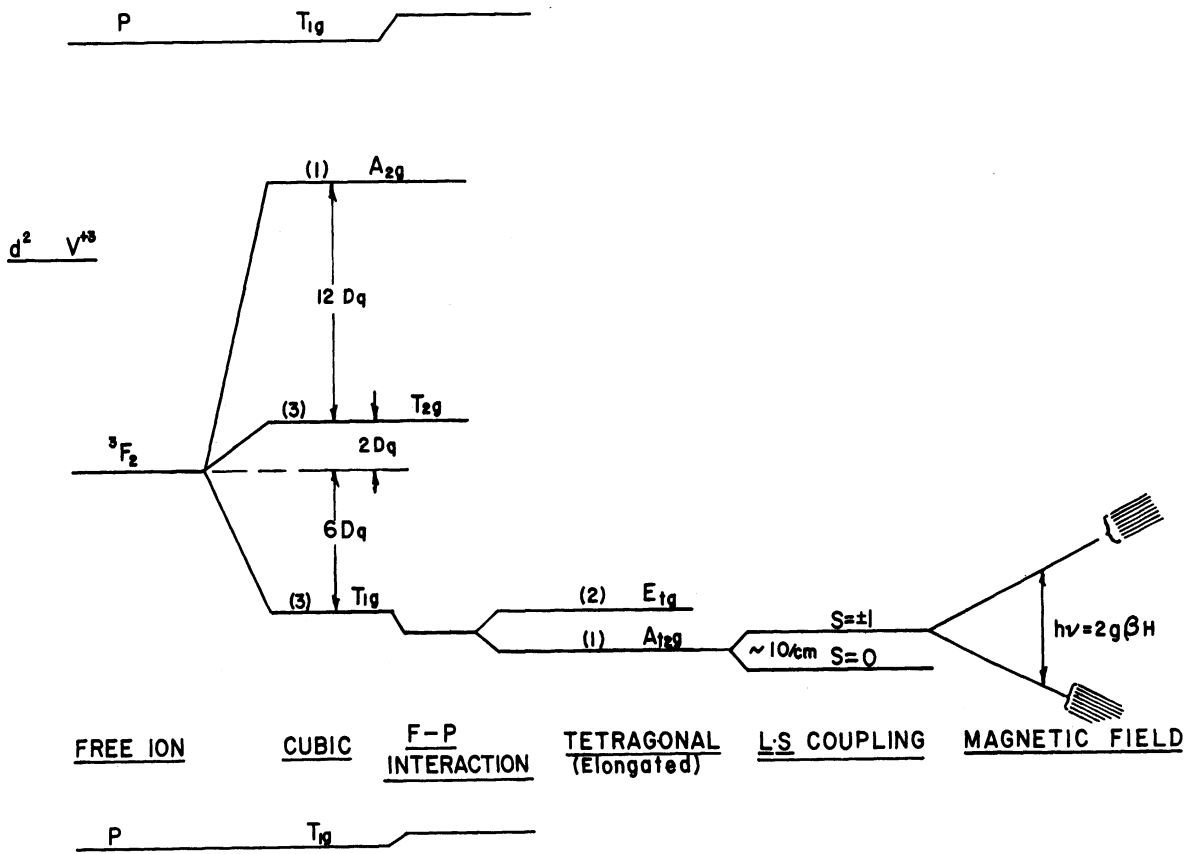 P T₁g
(1) A₂g
d² V⁺³
12 Dq
(3) T₂g
2Dq
³F₂
6Dq
(3) T₁g
(2) Etg
(1) At2g
S=±1
~10/cm S=0
hν=2gβH
FREE ION
CUBIC
F-P
INTERACTION
TETRAGONAL
(Elongated)
L·S COUPLING
MAGNETIC FIELD
P T₁g